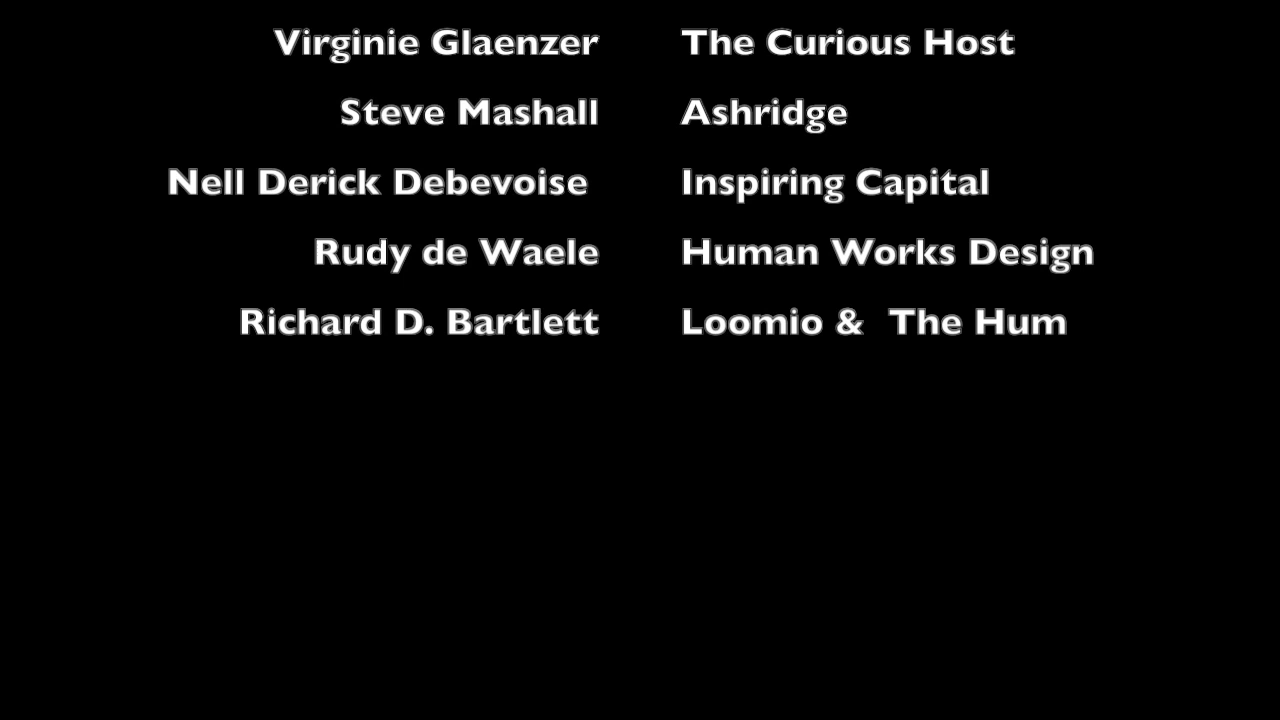 Virginie Glaenzer The Curious Host
Steve Mashall Ashridge
Nell Derick Debevoise Inspiring Capital
Rudy de Waele Human Works Design
Richard D. Bartlett Loomio & The Hum